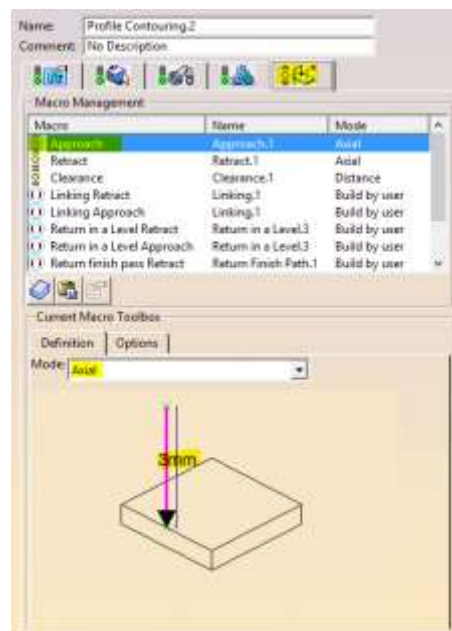 Name: Profile Contouring.2
Comment: No Description
Macro Management
Macro Name Mode
Approach Approach.1 Axial
Retract Retract.1 Axial
Clearance Clearance.1 Distance
Linking Retract Linking.1 Build by user
Linking Approach Linking.1 Build by user
Return in a Level Retract Return in a Level.3 Build by user
Return in a Level Approach Return in a Level.3 Build by user
Return finish pass Retract Return Finish Path.1 Build by user
Current Macro Toolbox
Definition Options
Mode: Axial
3mm